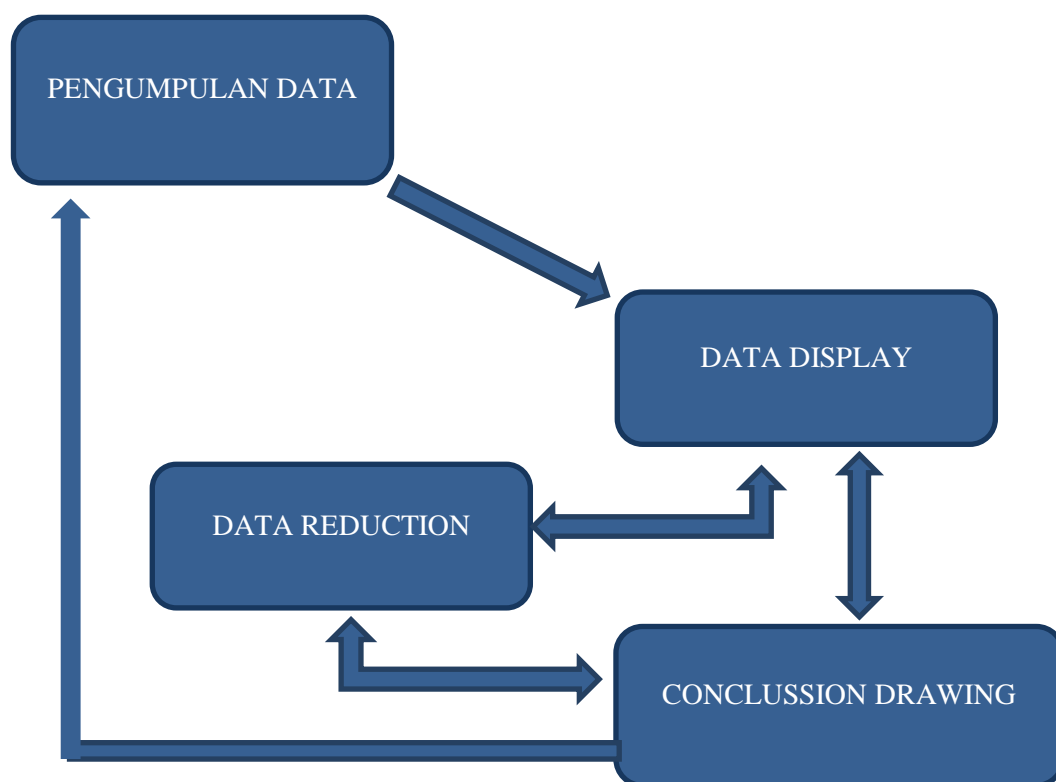 PENGUMPULAN DATA
DATA DISPLAY
DATA REDUCTION
CONCLUSSION DRAWING